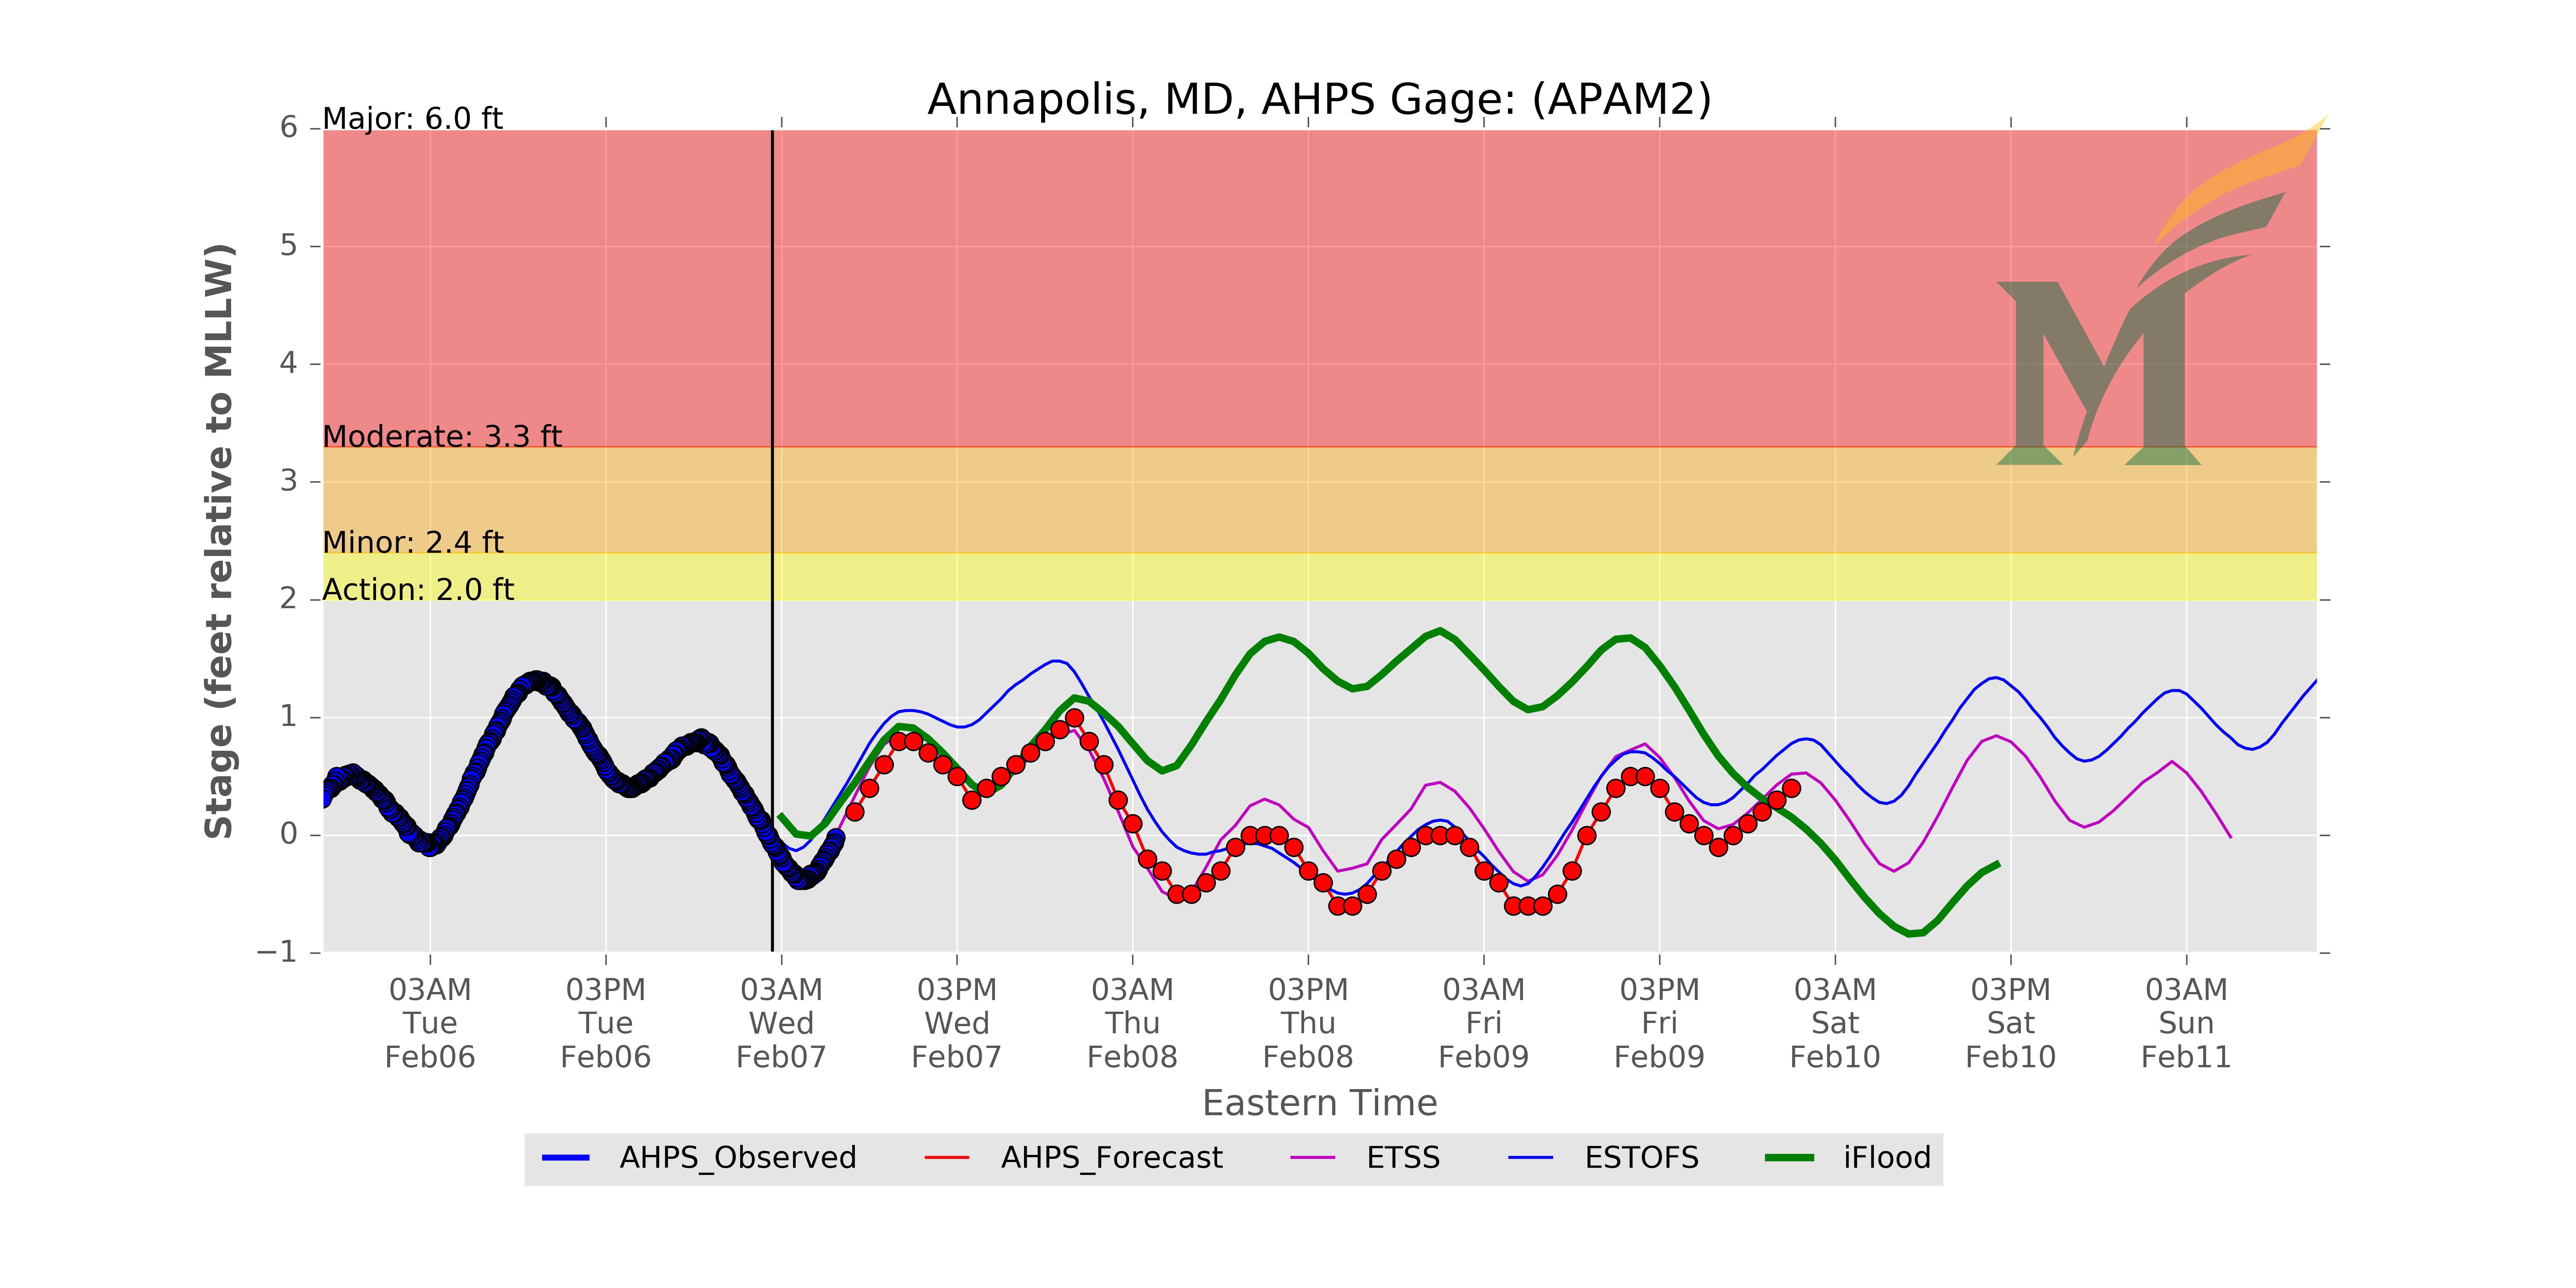 Annapolis, MD, AHPS Gage: (APAM2)
Major: 6.0 ft
Moderate: 3.3 ft
Minor: 2.4 ft
Action: 2.0 ft
Stage (feet relative to MLLW)
6
5
4
3
2
1
0
−1
03AM 03PM 03AM 03PM 03AM 03PM 03AM 03PM 03AM 03PM 03AM
Tue Tue Wed Wed Thu Thu Fri Fri Sat Sat Sun
Feb06 Feb06 Feb07 Feb07 Feb08 Feb08 Feb09 Feb09 Feb10 Feb10 Feb11
Eastern Time
AHPS_Observed AHPS_Forecast ETSS ESTOFS iFlood